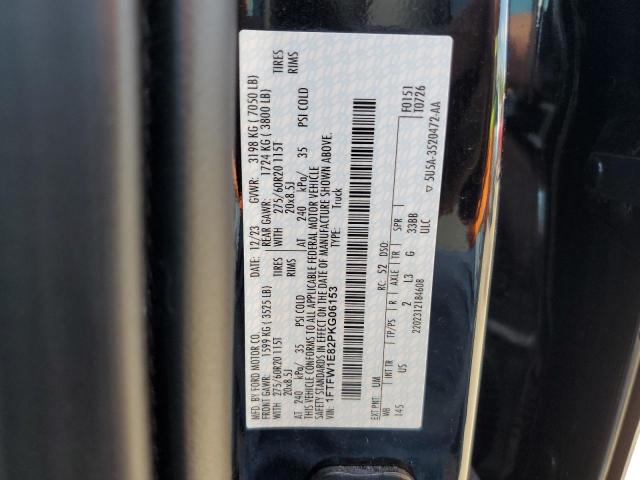 MFD. BY FORD MOTOR CO. DATE: 12/23 GVWR: 3198 KG ( 7050 LB)
FRONT GAWR: 1599 KG ( 3525 LB) REAR GAWR: 1724 KG ( 3800 LB)
WITH 275/60R20 115T TIRES WITH 275/60R20 115T TIRES
20x8.5J RIMS 20x8.5J RIMS
AT 240 kPa/ 35 PSI COLD AT 240 kPa/ 35 PSI COLD
THIS VEHICLE CONFORMS TO ALL APPLICABLE FEDERAL MOTOR VEHICLE
SAFETY STANDARDS IN EFFECT ON THE DATE OF MANUFACTURE SHOWN ABOVE.
VIN: 1FTFW1E82PKG06153 TYPE: Truck
F0151
T0726
EXT PNT: UM RC: 52 DSO:
WB INT TR TP/PS R AXLE TR SPR
145 US 2 L3 G 33BB
ULC
2202312184608 ▽ 5U5A-3520472-AA